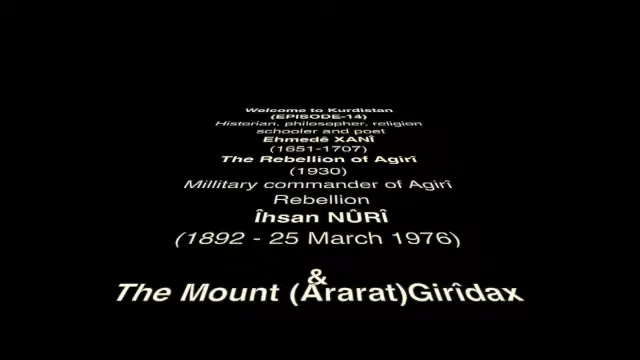 Welcome to Kurdistan
(EPISODE-14)
Historian, philosopher, religion
schooler and poet
Ehmedê XANÎ
(1651-1707)
The Rebellion of Agirî
(1930)
Millitary commander of Agirî
Rebellion
Îhsan NÛRÎ
(1892 - 25 March 1976)
&
The Mount (Ararat)Girîdax